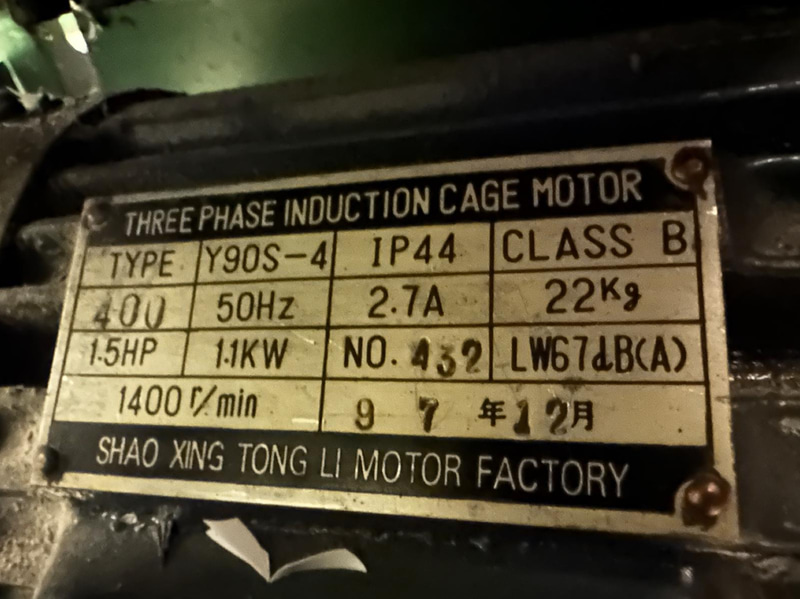 THREE PHASE INDUCTION CAGE MOTOR
TYPE Y90S-4 IP44 CLASS B
400 50Hz 2.7A 22Kg
1.5HP 1.1KW NO. 432 LW67dB(A)
1400 r/min 97年12月
SHAO XING TONG LI MOTOR FACTORY